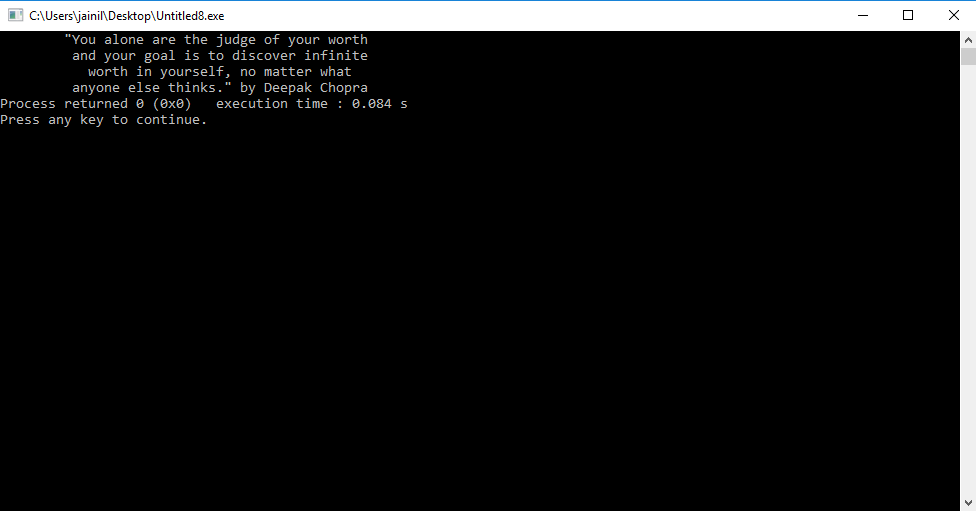 C:\Users\jainil\Desktop\Untitled8.exe
"You alone are the judge of your worth
and your goal is to discover infinite
worth in yourself, no matter what
anyone else thinks." by Deepak Chopra
Process returned 0 (0x0)   execution time : 0.084 s
Press any key to continue.